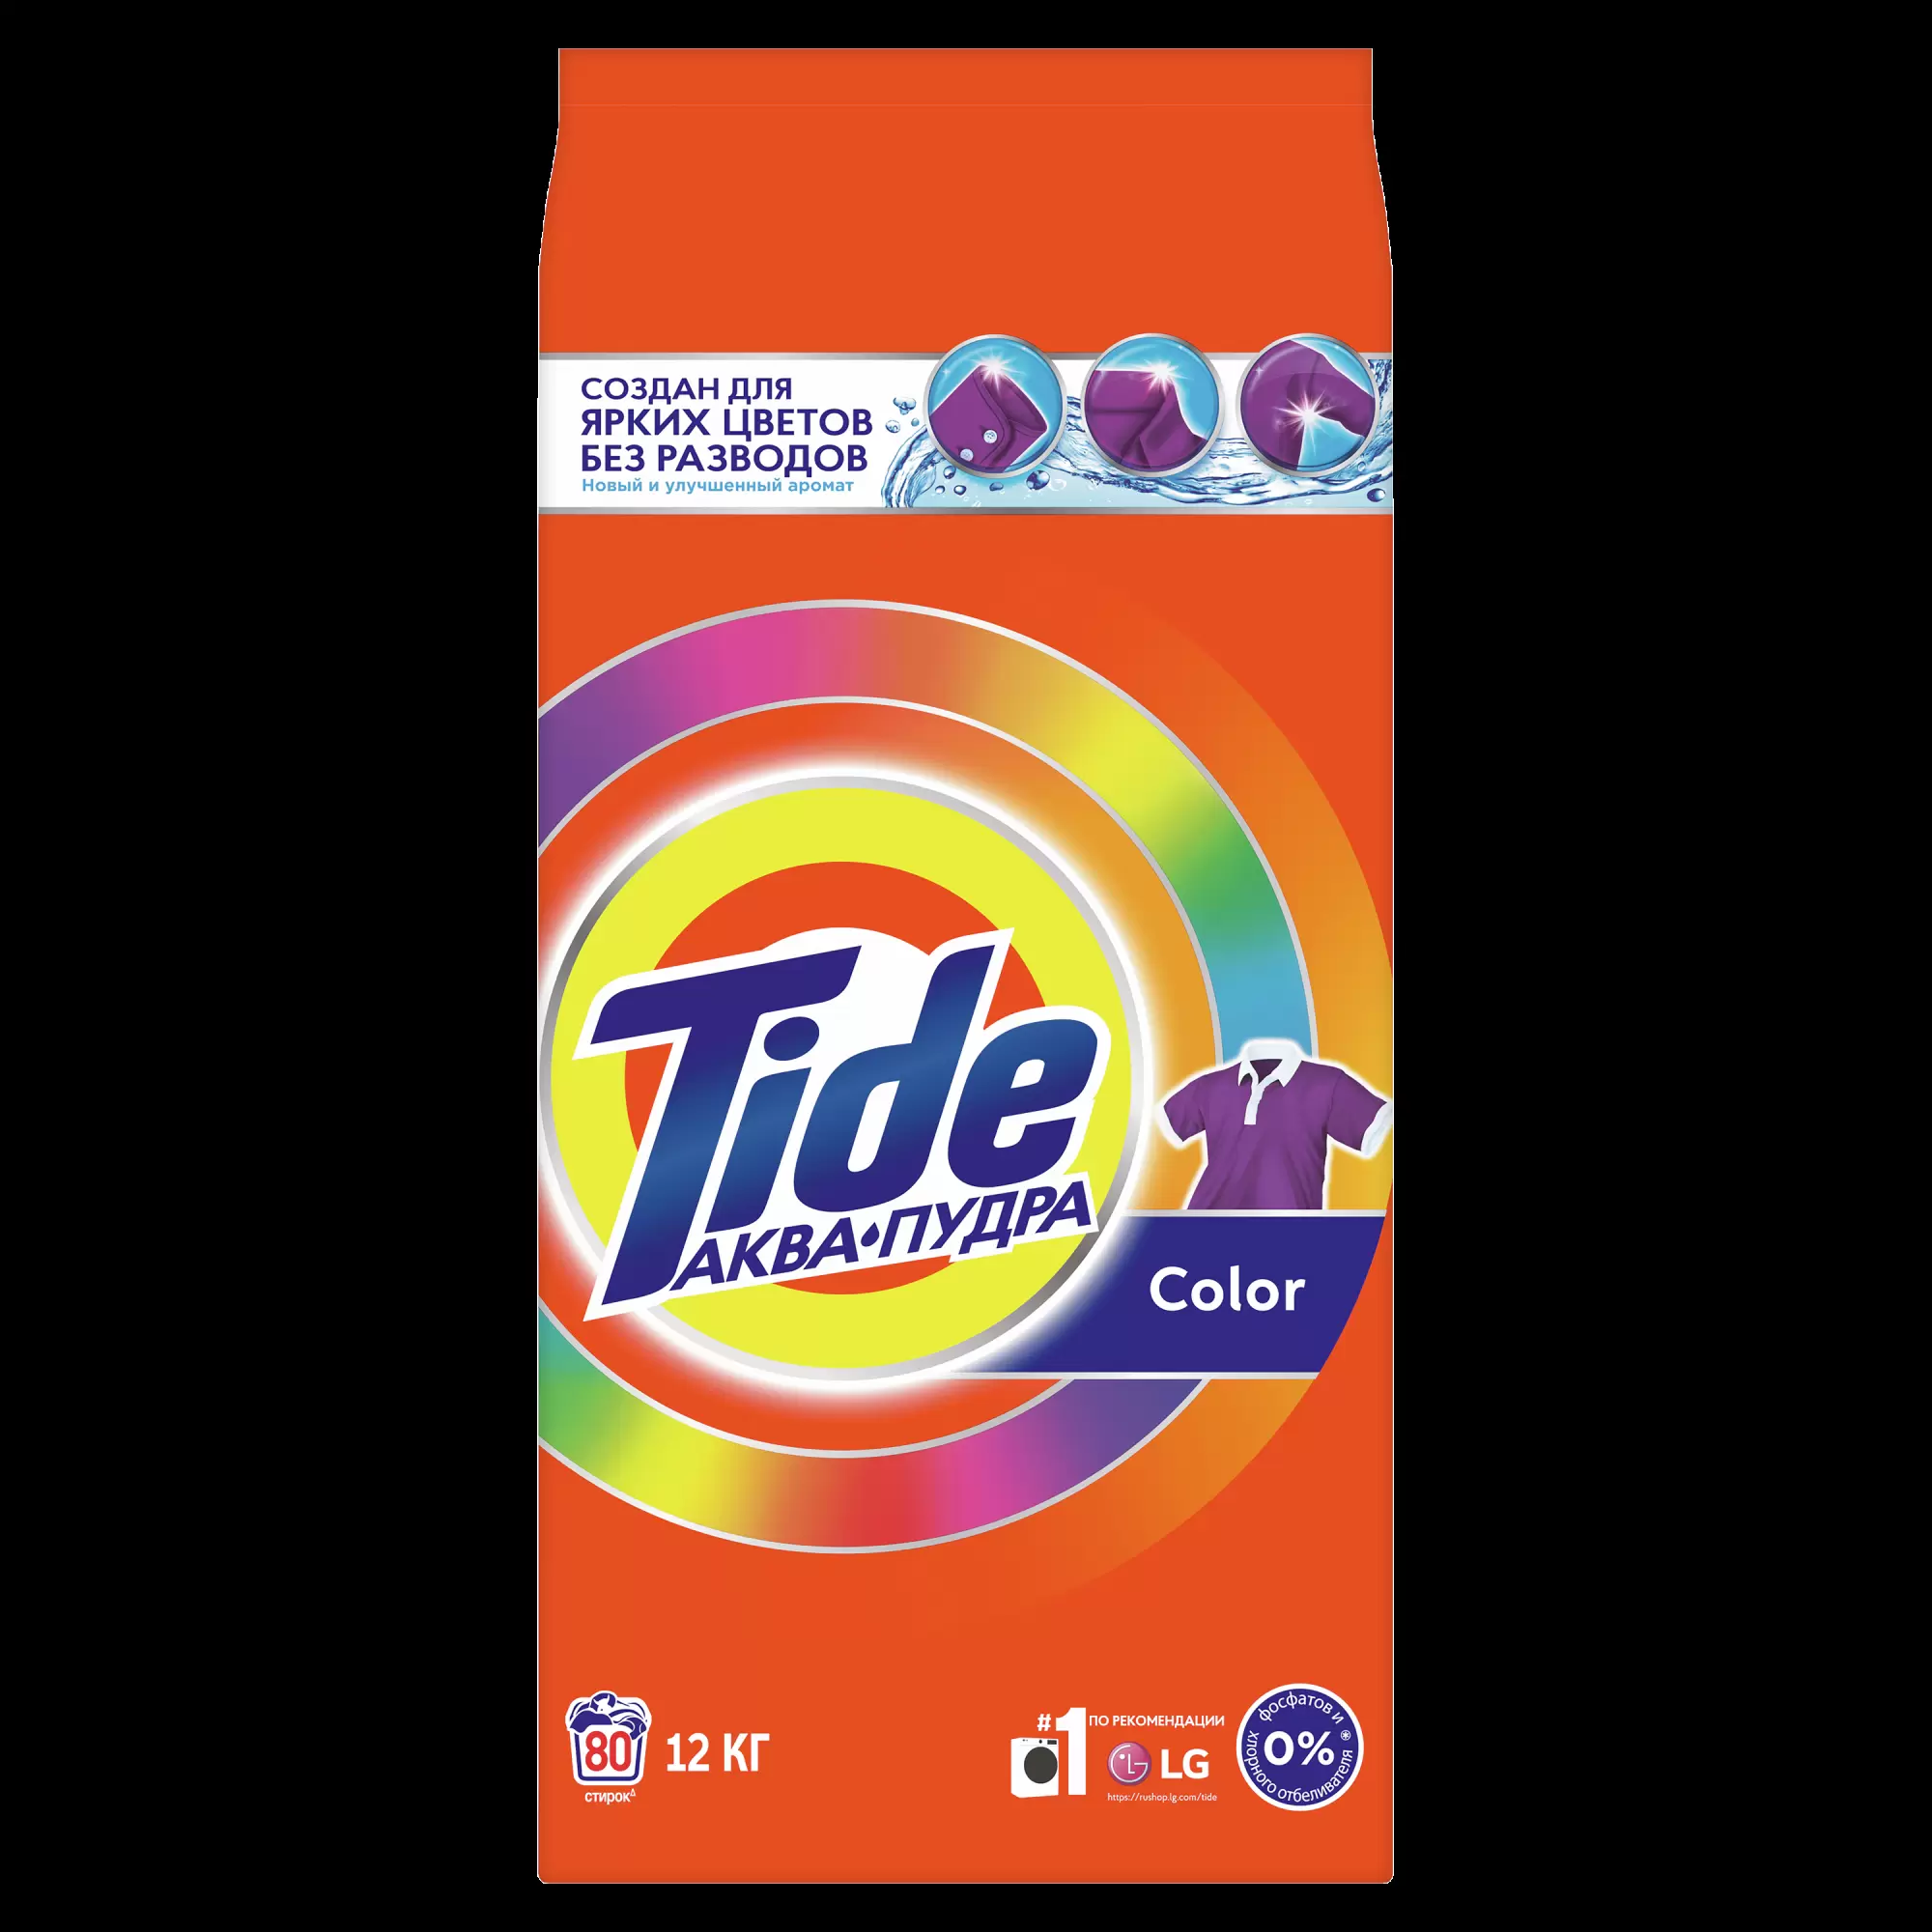 СОЗДАН ДЛЯ
ЯРКИХ ЦВЕТОВ
БЕЗ РАЗВОДОВ
Новый и улучшенный аромат
Tide
АКВА•ПУДРА
Color
80
стирок∆
12 КГ
#1
ПО РЕКОМЕНДАЦИИ
LG
https://rushop.lg.com/tide
фосфатов и
0%
хлорного отбеливателя*